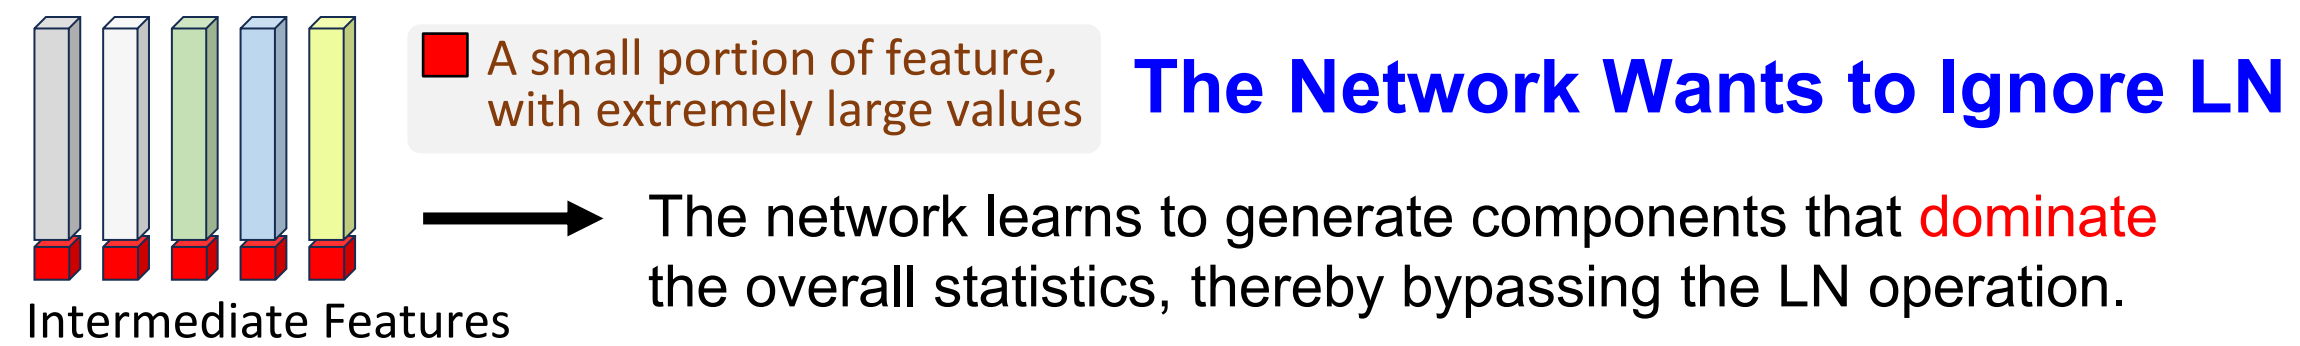 A small portion of feature,
with extremely large values
The Network Wants to Ignore LN
The network learns to generate components that dominate
the overall statistics, thereby bypassing the LN operation.
Intermediate Features